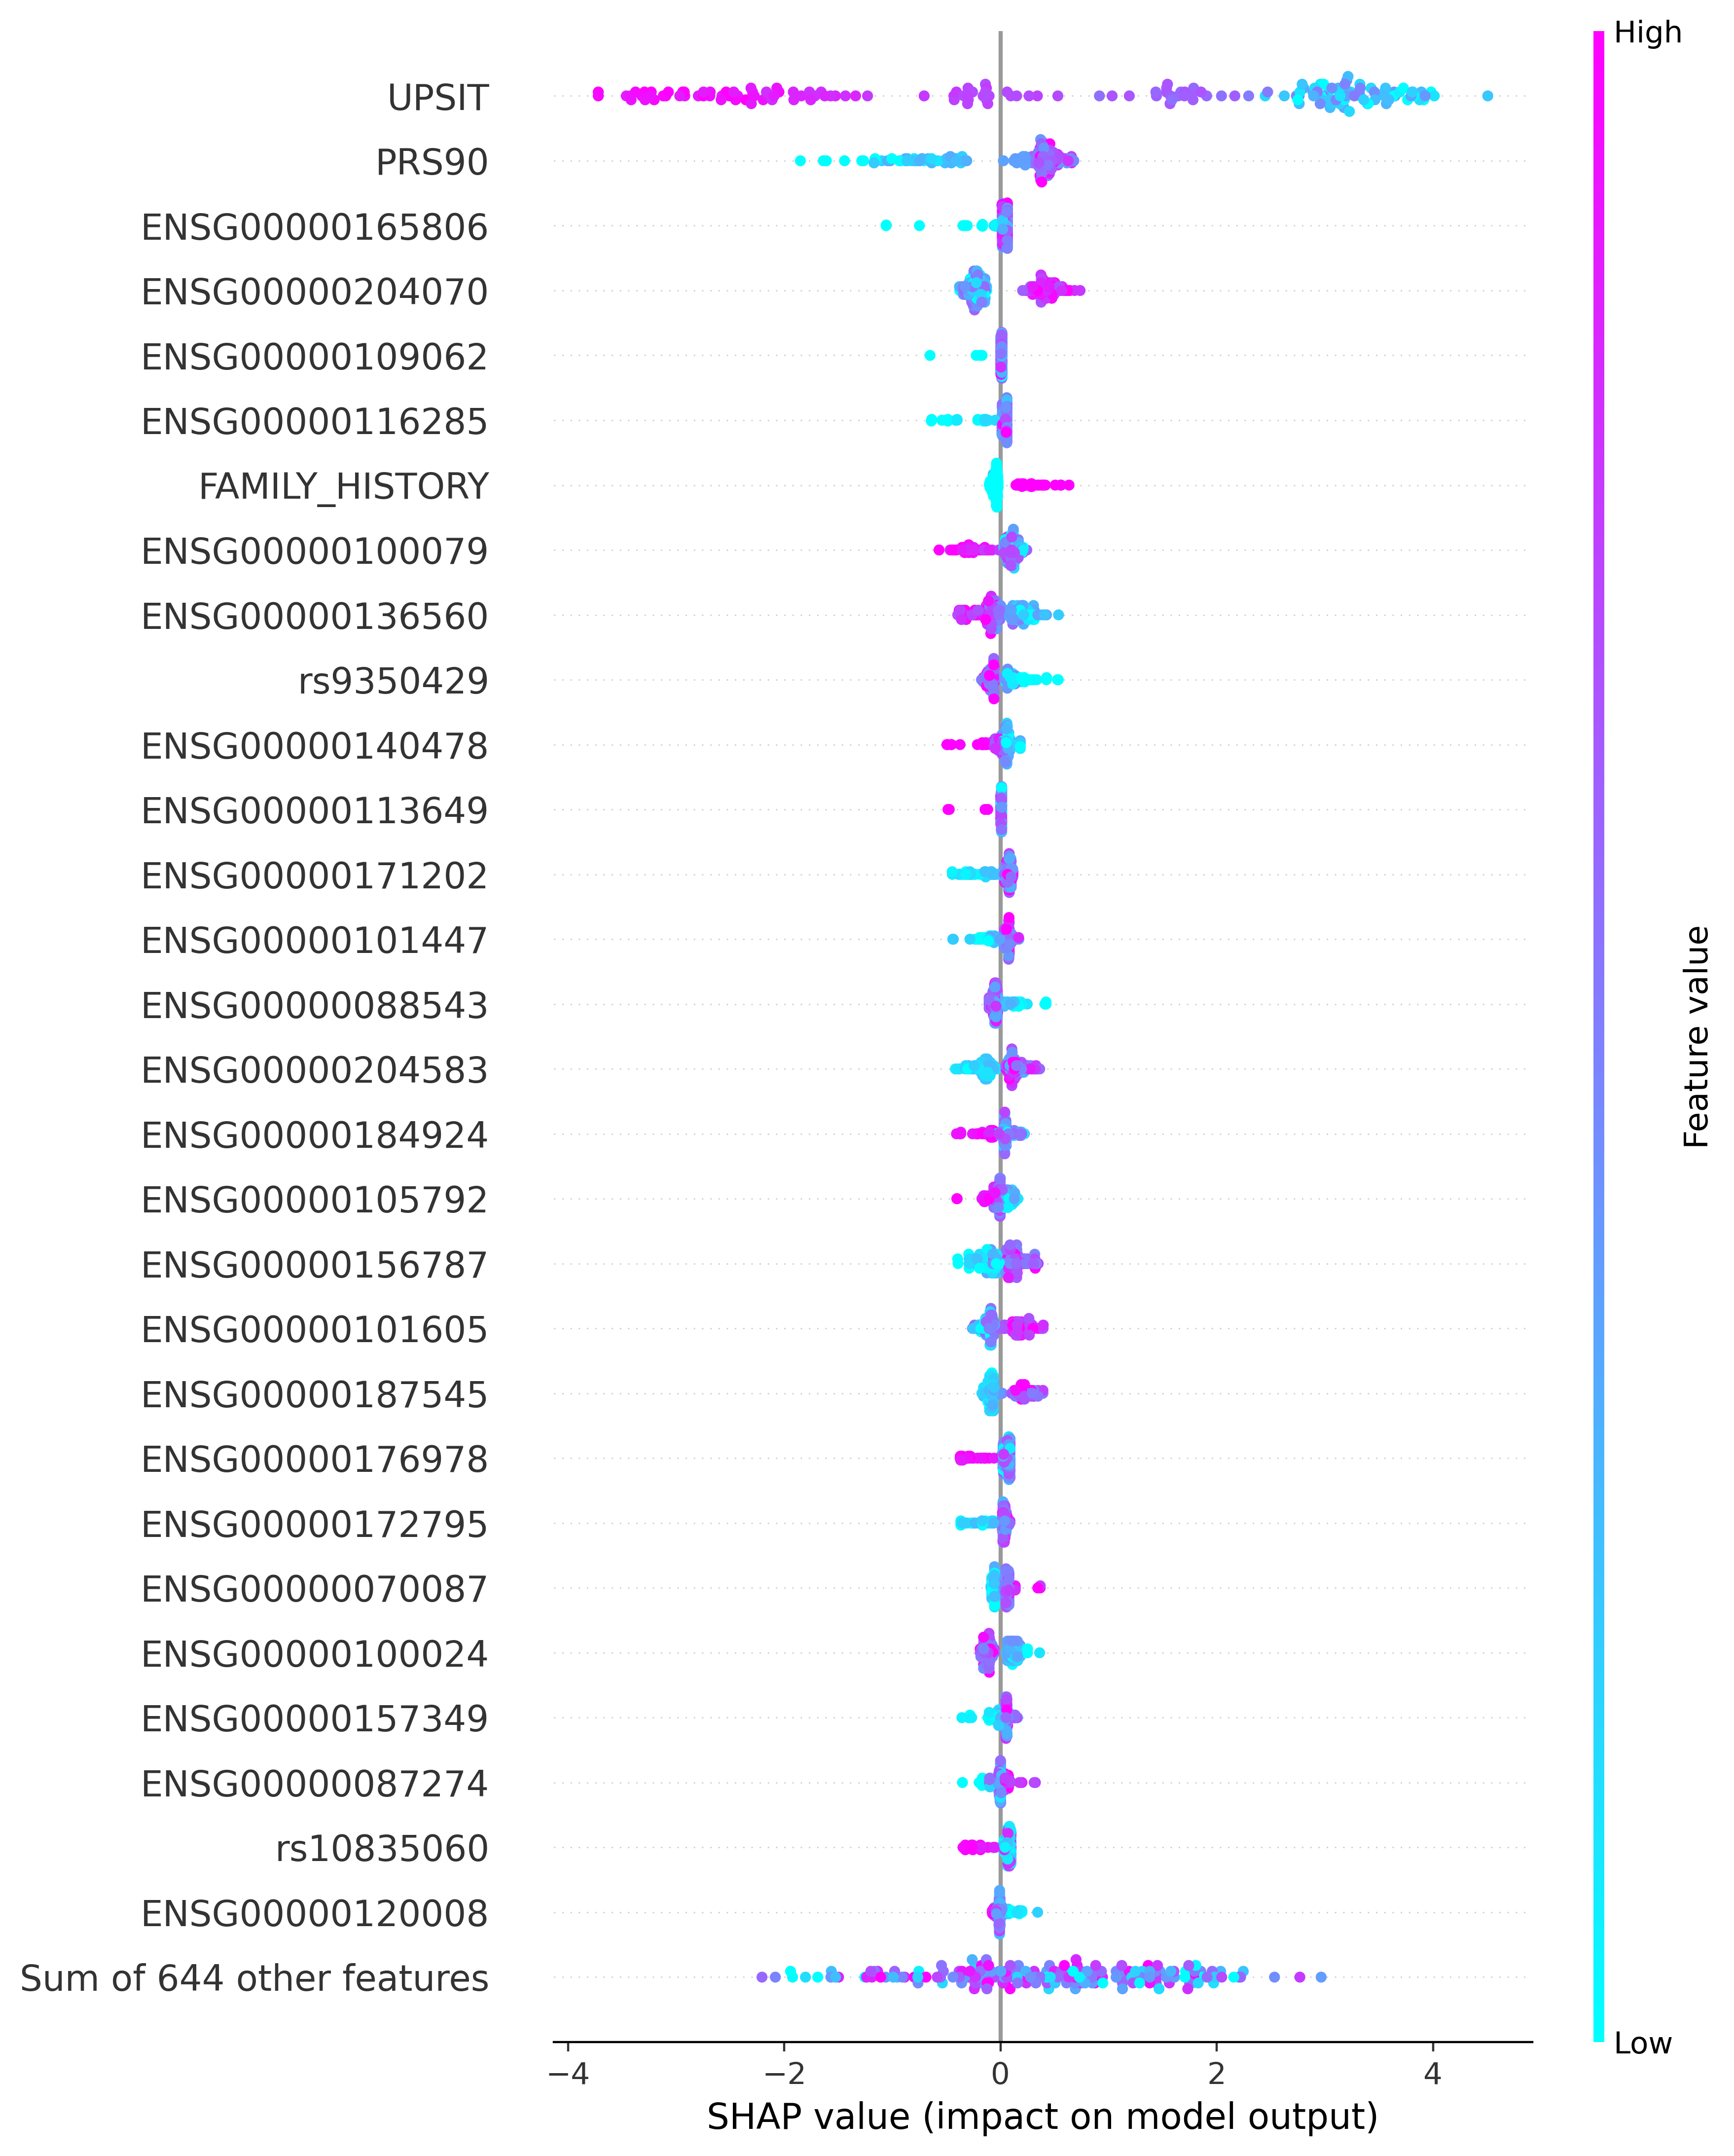 High
UPSIT
PRS90
ENSG00000165806
ENSG00000204070
ENSG00000109062
ENSG00000116285
FAMILY_HISTORY
ENSG00000100079
ENSG00000136560
rs9350429
ENSG00000140478
ENSG00000113649
ENSG00000171202
ENSG00000101447
ENSG00000088543
ENSG00000204583
ENSG00000184924
ENSG00000105792
ENSG00000156787
ENSG00000101605
ENSG00000187545
ENSG00000176978
ENSG00000172795
ENSG00000070087
ENSG00000100024
ENSG00000157349
ENSG00000087274
rs10835060
ENSG00000120008
Sum of 644 other features
Feature value
Low
−4 −2 0 2 4
SHAP value (impact on model output)